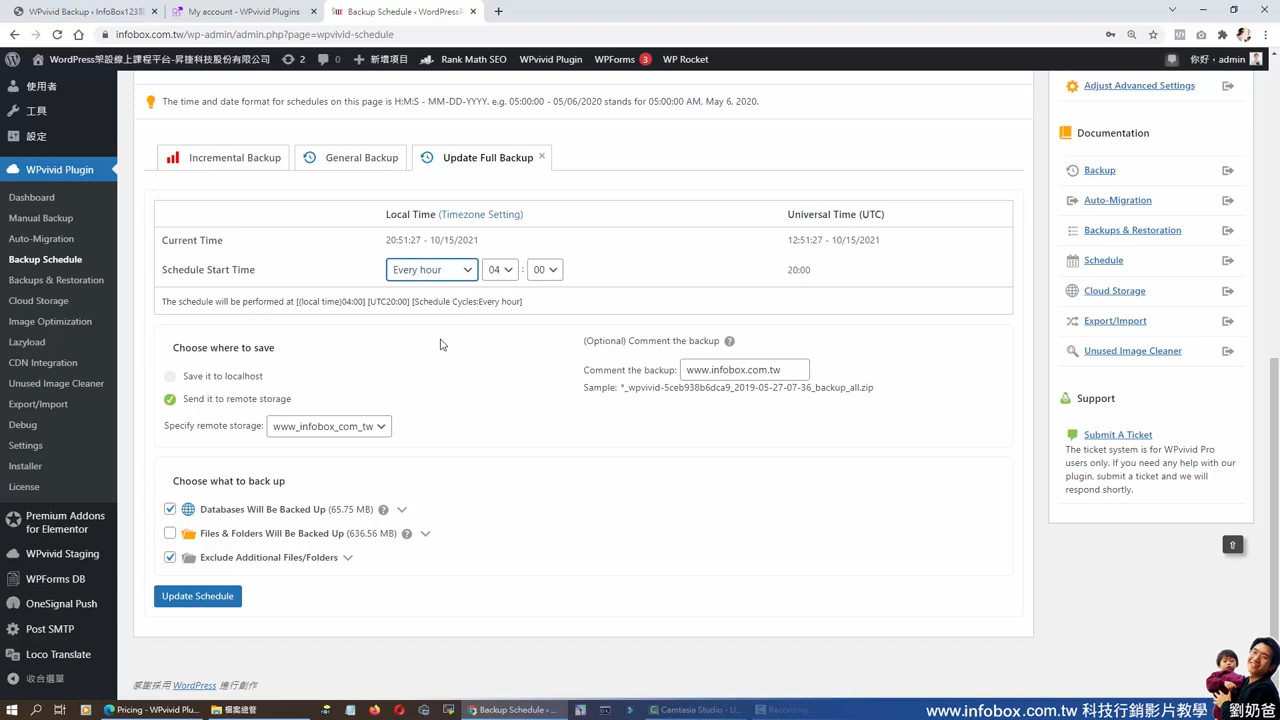 WPvivid Backup ‹ InfoBox123
My account - WPvivid Plugins
Backup Schedule ‹ WordPress
infobox.com.tw/wp-admin/admin.php?page=wpvivid-schedule
WordPress架設線上課程平台-昇捷科技股份有限公司
2
新增項目
Rank Math SEO
WPvivid Plugin
WPForms 3
WP Rocket
你好，admin
使用者
工具
設定
WPvivid Plugin
Dashboard
Manual Backup
Auto-Migration
Backup Schedule
Backups & Restoration
Cloud Storage
Image Optimization
Lazyload
CDN Integration
Unused Image Cleaner
Export/Import
Debug
Settings
Installer
License
Premium Addons
for Elementor
WPvivid Staging
WPForms DB
OneSignal Push
Post SMTP
Loco Translate
收合選單
The time and date format for schedules on this page is H:M:S - MM-DD-YYYY. e.g. 05:00:00 - 05/06/2020 stands for 05:00:00 AM, May 6, 2020.
Incremental Backup
General Backup
Update Full Backup
Local Time (Timezone Setting)
Universal Time (UTC)
Current Time
20:51:27 - 10/15/2021
12:51:27 - 10/15/2021
Schedule Start Time
Every hour
04 : 00
20:00
The schedule will be performed at [(local time)04:00] [UTC20:00] [Schedule Cycles:Every hour]
Choose where to save
(Optional) Comment the backup
Save it to localhost
Comment the backup: www.infobox.com.tw
Sample: *_wpvivid-5ceb938b6dca9_2019-05-27-07-36_backup_all.zip
Send it to remote storage
Specify remote storage: www_infobox_com_tw
Choose what to back up
Databases Will Be Backed Up (65.75 MB)
Files & Folders Will Be Backed Up (636.56 MB)
Exclude Additional Files/Folders
Update Schedule
感謝採用 WordPress 進行創作
Adjust Advanced Settings
Documentation
Backup
Auto-Migration
Backups & Restoration
Schedule
Cloud Storage
Export/Import
Unused Image Cleaner
Support
Submit A Ticket
The ticket system is for WPvivid Pro
users only. If you need any help with our
plugin, submit a ticket and we will
respond shortly.
Pricing - WPvivid Plu...
檔案總管
Backup Schedule ‹ ...
Camtasia Studio - U...
Recording...
www.infobox.com.tw 科技行銷影片教學 ( 劉奶爸